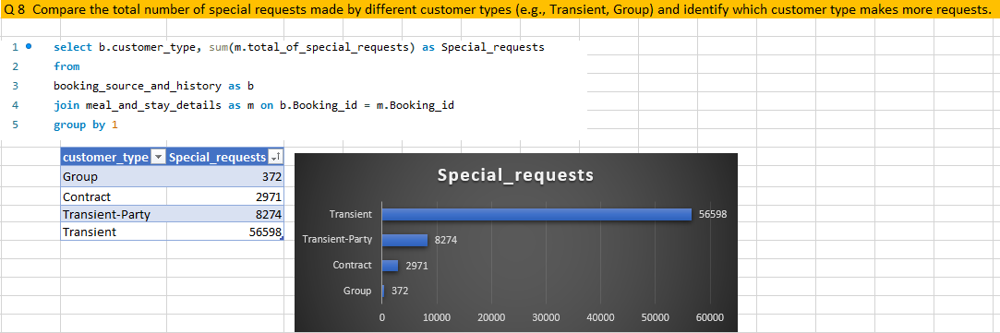 Q 8 Compare the total number of special requests made by different customer types (e.g., Transient, Group) and identify which customer type makes more requests.
1 select b.customer_type, sum(m.total_of_special_requests) as Special_requests
2 from
3 booking_source_and_history as b
4 join meal_and_stay_details as m on b.Booking_id = m.Booking_id
5 group by 1
customer_type Special_requests
Group 372
Contract 2971
Transient-Party 8274
Transient 56598
Special_requests
Transient 56598
Transient-Party 8274
Contract 2971
Group 372
0 10000 20000 30000 40000 50000 60000